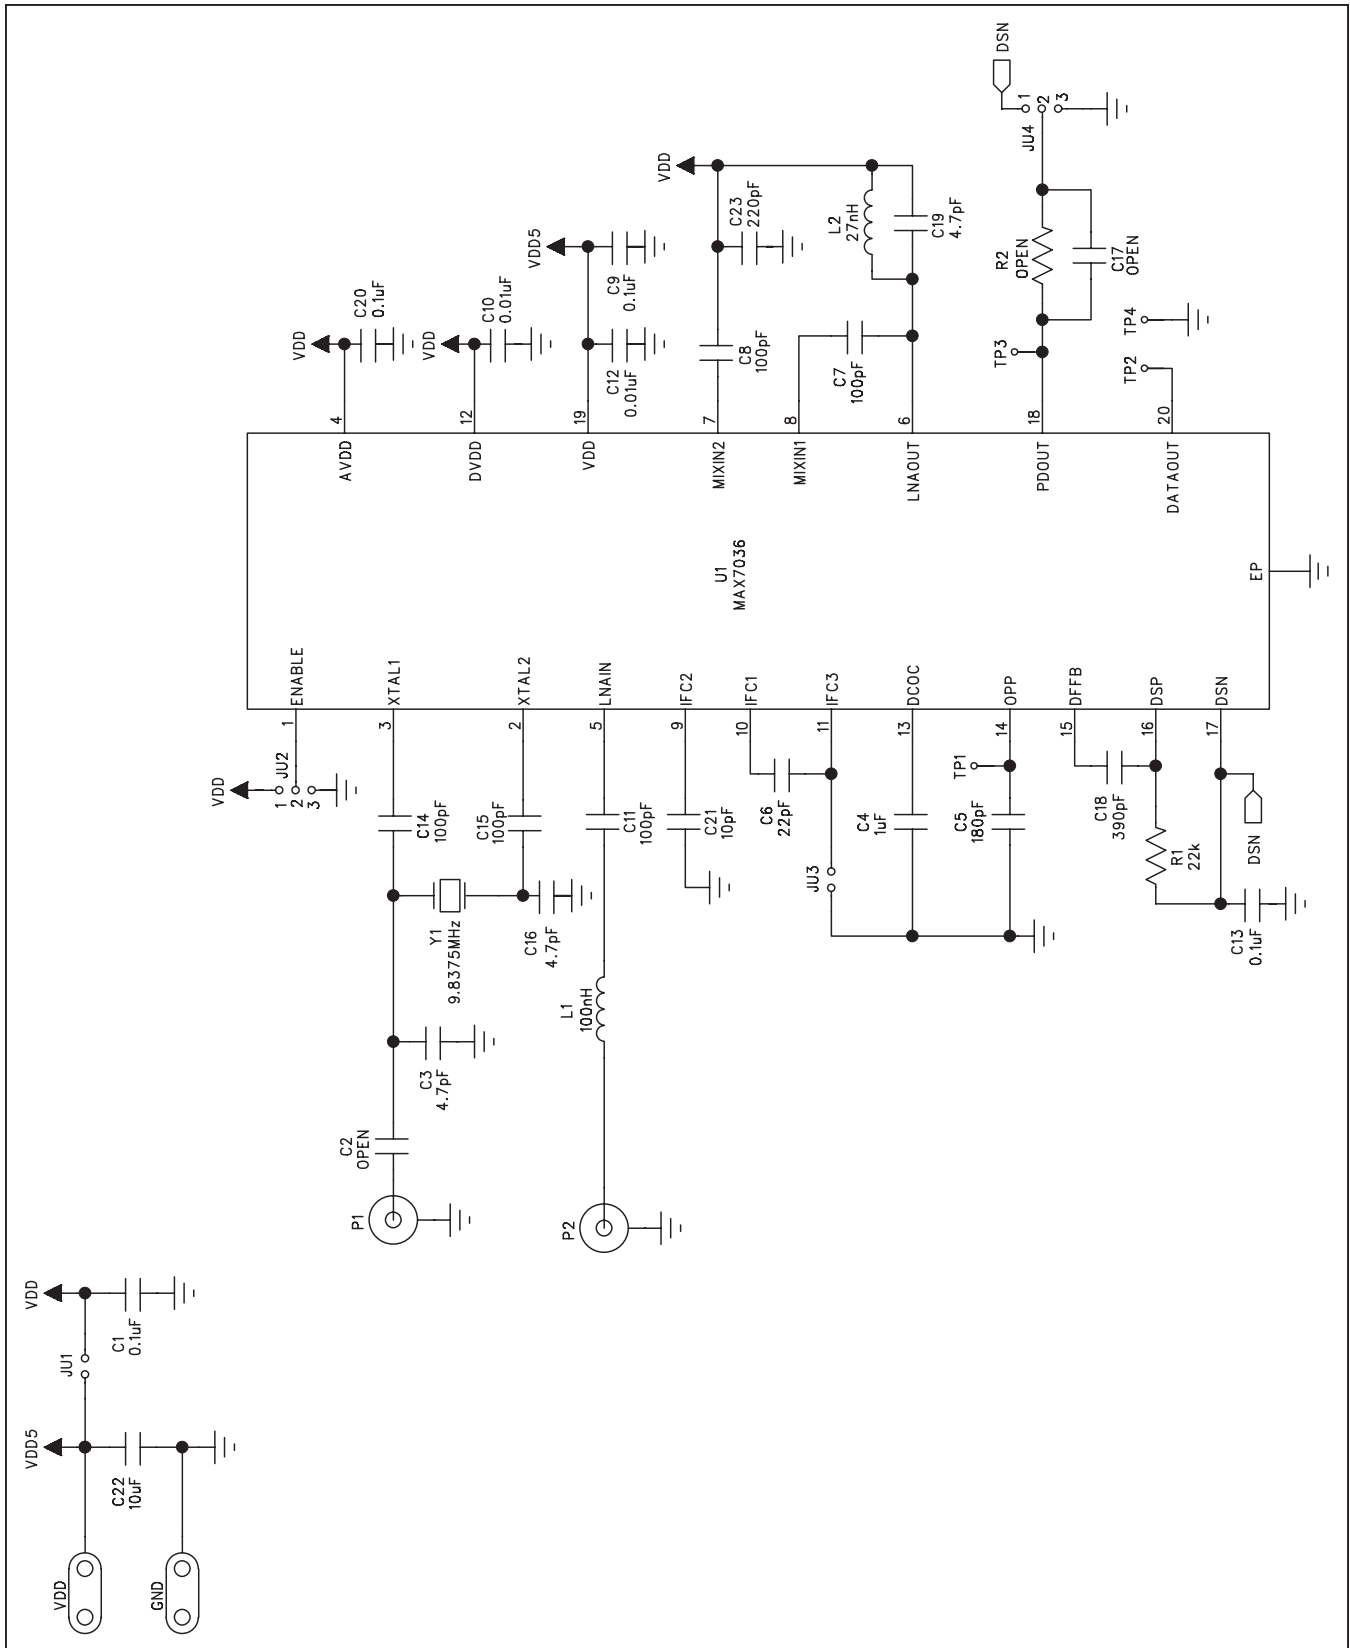 VDD
GND
VDD5
C22
10uF
JU1
VDD
C1
0.1uF
P1
C2
OPEN
C3
4.7pF
Y1
9.8375MHz
C14
100pF
C15
100pF
C16
4.7pF
P2
L1
100nH
C11
100pF
C21
10pF
C6
22pF
JU3
C4
1uF
TP1
C5
180pF
C18
390pF
R1
22k
DSN
C13
0.1uF
VDD
JU2
1
2
3
1
3
2
5
9
10
11
13
14
15
16
17
ENABLE
XTAL1
XTAL2
LNAIN
IFC2
IFC1
IFC3
DCOC
OPP
DFFB
DSP
DSN
U1
MAX7036
EP
AVDD
DVDD
VDD
MIXIN2
MIXIN1
LNAOUT
PDOUT
DATAOUT
4
12
19
7
8
6
18
20
VDD
C20
0.1uF
VDD
C10
0.01uF
VDD5
C12
0.01uF
C9
0.1uF
C8
100pF
VDD
C23
220pF
C7
100pF
L2
27nH
C19
4.7pF
TP3
R2
OPEN
C17
OPEN
JU4
1
2
3
DSN
TP2
TP4